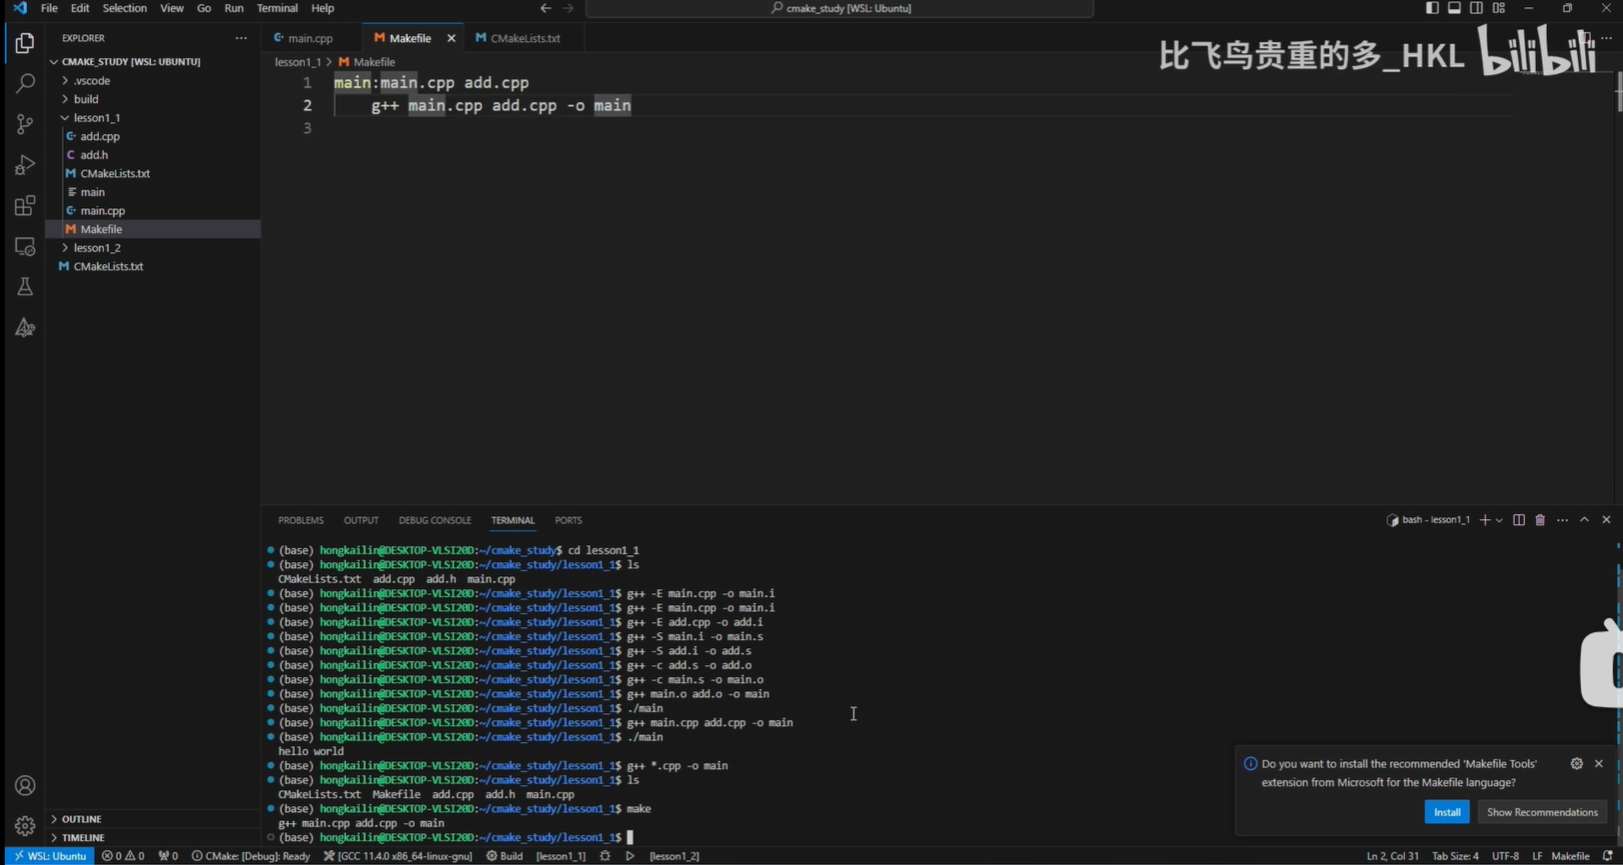 File Edit Selection View Go Run Terminal Help
cmake_study [WSL: Ubuntu]
EXPLORER
main.cpp
Makefile
CMakeLists.txt
比飞鸟贵重的多_HKL
bilibili
CMAKE_STUDY [WSL: UBUNTU]
.vscode
build
lesson1_1
add.cpp
add.h
CMakeLists.txt
main
main.cpp
Makefile
lesson1_2
CMakeLists.txt
OUTLINE
TIMELINE
lesson1_1 > Makefile
1 main:main.cpp add.cpp
2 g++ main.cpp add.cpp -o main
3
PROBLEMS OUTPUT DEBUG CONSOLE TERMINAL PORTS
bash - lesson1_1
(base) hongkailin@DESKTOP-VLSI20D:~/cmake_study$ cd lesson1_1
(base) hongkailin@DESKTOP-VLSI20D:~/cmake_study/lesson1_1$ ls
CMakeLists.txt add.cpp add.h main.cpp
(base) hongkailin@DESKTOP-VLSI20D:~/cmake_study/lesson1_1$ g++ -E main.cpp -o main.i
(base) hongkailin@DESKTOP-VLSI20D:~/cmake_study/lesson1_1$ g++ -E main.cpp -o main.i
(base) hongkailin@DESKTOP-VLSI20D:~/cmake_study/lesson1_1$ g++ -E add.cpp -o add.i
(base) hongkailin@DESKTOP-VLSI20D:~/cmake_study/lesson1_1$ g++ -S main.i -o main.s
(base) hongkailin@DESKTOP-VLSI20D:~/cmake_study/lesson1_1$ g++ -S add.i -o add.s
(base) hongkailin@DESKTOP-VLSI20D:~/cmake_study/lesson1_1$ g++ -c add.s -o add.o
(base) hongkailin@DESKTOP-VLSI20D:~/cmake_study/lesson1_1$ g++ -c main.s -o main.o
(base) hongkailin@DESKTOP-VLSI20D:~/cmake_study/lesson1_1$ g++ main.o add.o -o main
(base) hongkailin@DESKTOP-VLSI20D:~/cmake_study/lesson1_1$ ./main
(base) hongkailin@DESKTOP-VLSI20D:~/cmake_study/lesson1_1$ g++ main.cpp add.cpp -o main
(base) hongkailin@DESKTOP-VLSI20D:~/cmake_study/lesson1_1$ ./main
hello world
(base) hongkailin@DESKTOP-VLSI20D:~/cmake_study/lesson1_1$ g++ *.cpp -o main
(base) hongkailin@DESKTOP-VLSI20D:~/cmake_study/lesson1_1$ ls
CMakeLists.txt Makefile add.cpp add.h main.cpp
(base) hongkailin@DESKTOP-VLSI20D:~/cmake_study/lesson1_1$ make
g++ main.cpp add.cpp -o main
(base) hongkailin@DESKTOP-VLSI20D:~/cmake_study/lesson1_1$
Do you want to install the recommended 'Makefile Tools'
extension from Microsoft for the Makefile language?
Install
Show Recommendations
WSL: Ubuntu 0 0 0 CMake: [Debug]: Ready [GCC 11.4.0 x86_64-linux-gnu] Build [lesson1_1] [lesson1_2] Ln 2, Col 31 Tab Size: 4 UTF-8 LF Makefile